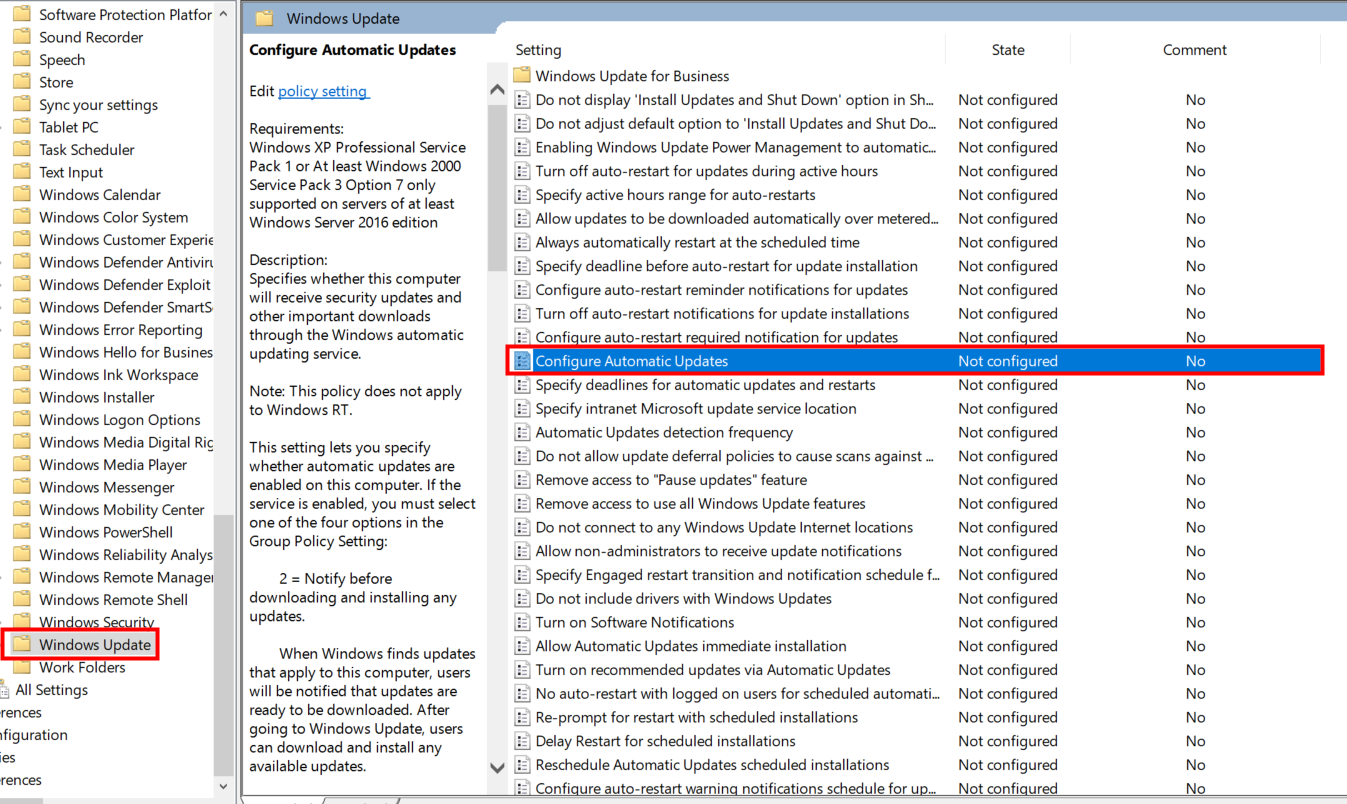 Software Protection Platfor
Sound Recorder
Speech
Store
Sync your settings
Tablet PC
Task Scheduler
Text Input
Windows Calendar
Windows Color System
Windows Customer Experie
Windows Defender Antiviru
Windows Defender Exploit
Windows Defender SmartS
Windows Error Reporting
Windows Hello for Busines
Windows Ink Workspace
Windows Installer
Windows Logon Options
Windows Media Digital Rig
Windows Media Player
Windows Messenger
Windows Mobility Center
Windows PowerShell
Windows Reliability Analys
Windows Remote Manager
Windows Remote Shell
Windows Security
Windows Update
Work Folders
All Settings
erences
nfiguration
ies
erences
Windows Update
Configure Automatic Updates
Edit policy setting
Requirements:
Windows XP Professional Service
Pack 1 or At least Windows 2000
Service Pack 3 Option 7 only
supported on servers of at least
Windows Server 2016 edition
Description:
Specifies whether this computer
will receive security updates and
other important downloads
through the Windows automatic
updating service.
Note: This policy does not apply
to Windows RT.
This setting lets you specify
whether automatic updates are
enabled on this computer. If the
service is enabled, you must select
one of the four options in the
Group Policy Setting:
2 = Notify before
downloading and installing any
updates.
When Windows finds updates
that apply to this computer, users
will be notified that updates are
ready to be downloaded. After
going to Windows Update, users
can download and install any
available updates.
Setting State Comment
Windows Update for Business
Do not display 'Install Updates and Shut Down' option in Sh... Not configured No
Do not adjust default option to 'Install Updates and Shut Do... Not configured No
Enabling Windows Update Power Management to automatic... Not configured No
Turn off auto-restart for updates during active hours Not configured No
Specify active hours range for auto-restarts Not configured No
Allow updates to be downloaded automatically over metered... Not configured No
Always automatically restart at the scheduled time Not configured No
Specify deadline before auto-restart for update installation Not configured No
Configure auto-restart reminder notifications for updates Not configured No
Turn off auto-restart notifications for update installations Not configured No
Configure auto-restart required notification for updates Not configured No
Configure Automatic Updates Not configured No
Specify deadlines for automatic updates and restarts Not configured No
Specify intranet Microsoft update service location Not configured No
Automatic Updates detection frequency Not configured No
Do not allow update deferral policies to cause scans against ... Not configured No
Remove access to "Pause updates" feature Not configured No
Remove access to use all Windows Update features Not configured No
Do not connect to any Windows Update Internet locations Not configured No
Allow non-administrators to receive update notifications Not configured No
Specify Engaged restart transition and notification schedule f... Not configured No
Do not include drivers with Windows Updates Not configured No
Turn on Software Notifications Not configured No
Allow Automatic Updates immediate installation Not configured No
Turn on recommended updates via Automatic Updates Not configured No
No auto-restart with logged on users for scheduled automati... Not configured No
Re-prompt for restart with scheduled installations Not configured No
Delay Restart for scheduled installations Not configured No
Reschedule Automatic Updates scheduled installations Not configured No
Configure auto-restart warning notifications schedule for up... Not configured No